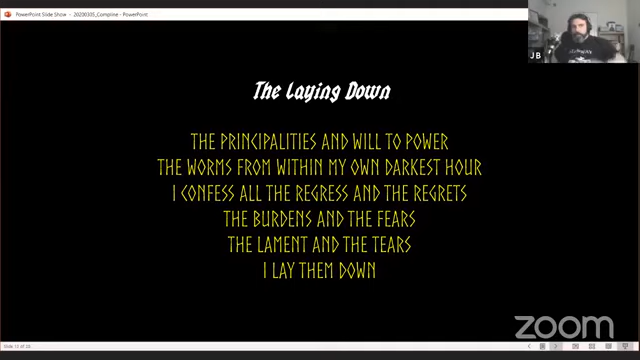 PowerPoint Slide Show - 20200305_Compline - PowerPoint
JB
The Laying Down
THE PRINCIPALITIES AND WILL TO POWER
THE WORMS FROM WITHIN MY OWN DARKEST HOUR
I CONFESS ALL THE REGRESS AND THE REGRETS
THE BURDENS AND THE FEARS
THE LAMENT AND THE TEARS
I LAY THEM DOWN
zoom